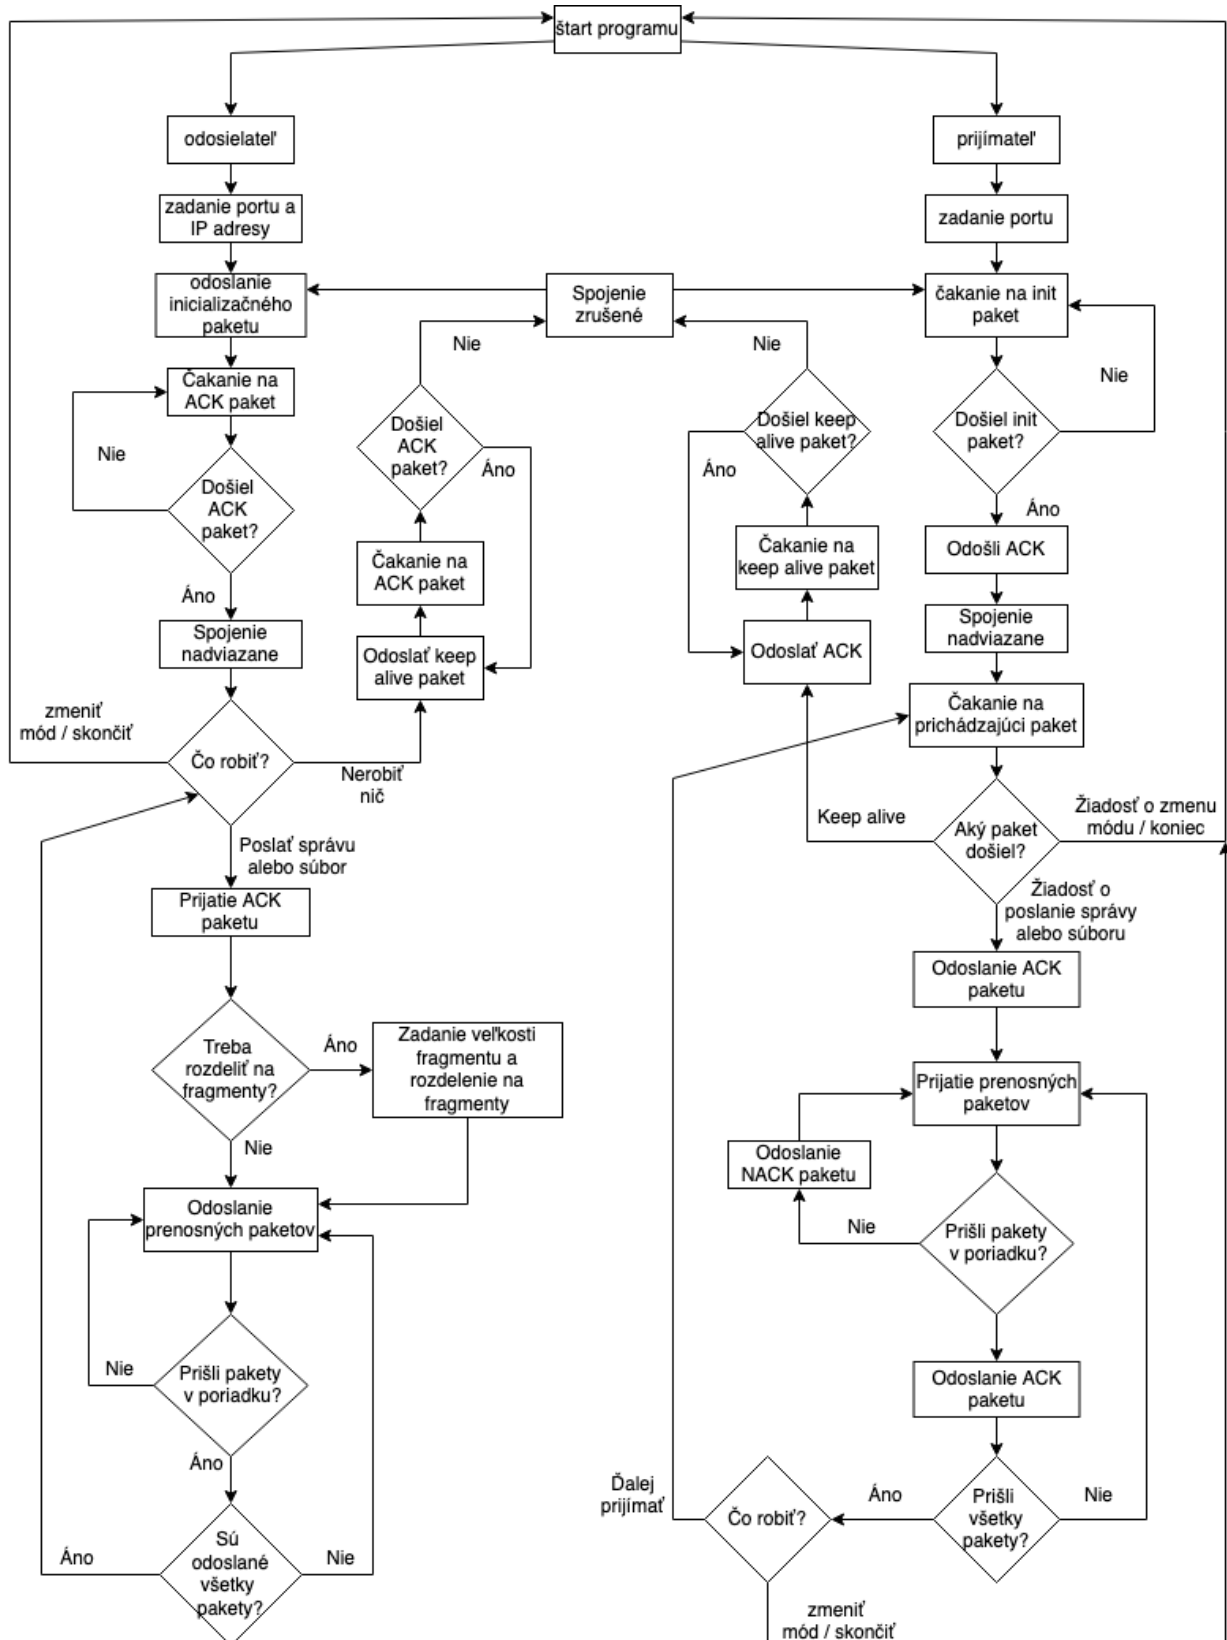 štart programu
odosielateľ
prijímateľ
zadanie portu a
IP adresy
zadanie portu
odoslanie
inicializačného
paketu
Spojenie
zrušené
čakanie na init
paket
Nie
Nie
Čakanie na
ACK paket
Nie
Došiel
ACK
paket?
Došiel keep
alive paket?
Došiel init
paket?
Nie
Áno
Áno
Došiel
ACK
paket?
Áno
Čakanie na
ACK paket
Čakanie na
keep alive paket
Odošli ACK
Áno
Spojenie
nadviazane
Odoslať keep
alive paket
Odoslať ACK
Spojenie
nadviazane
zmeniť
mód / skončiť
Čakanie na
prichádzajúci paket
Čo robiť?
Nerobiť
nič
Keep alive
Aký paket
došiel?
Žiadosť o zmenu
módu / koniec
Poslať správu
alebo súbor
Žiadosť o
poslanie správy
alebo súboru
Prijatie ACK
paketu
Odoslanie ACK
paketu
Treba
rozdeliť na
fragmenty?
Áno
Zadanie veľkosti
fragmentu a
rozdelenie na
fragmenty
Prijatie prenosných
paketov
Nie
Odoslanie
NACK paketu
Odoslanie
prenosných paketov
Nie
Prišli pakety
v poriadku?
Nie
Prišli pakety
v poriadku?
Odoslanie ACK
paketu
Áno
Ďalej
prijímať
Čo robiť?
Áno
Prišli
všetky
pakety?
Nie
Áno
Sú
odoslané
všetky
pakety?
Nie
zmeniť
mód / skončiť